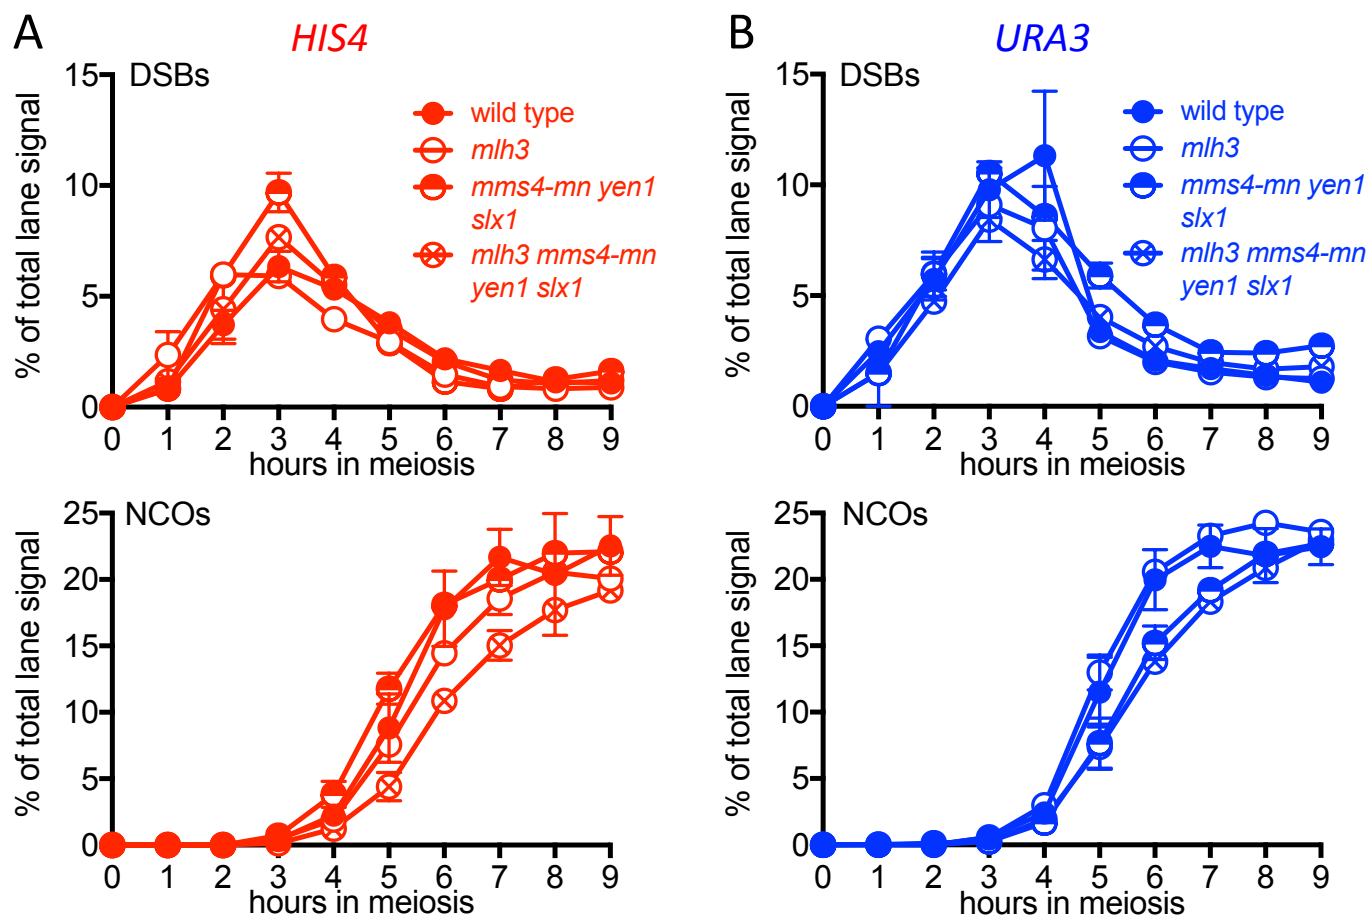 A
HIS4
DSBs
% of total lane signal
15
10
5
0
0 1 2 3 4 5 6 7 8 9
hours in meiosis
wild type
mlh3
mms4-mn yen1
slx1
mlh3 mms4-mn
yen1 slx1
B
URA3
DSBs
% of total lane signal
15
10
5
0
0 1 2 3 4 5 6 7 8 9
hours in meiosis
wild type
mlh3
mms4-mn yen1
slx1
mlh3 mms4-mn
yen1 slx1
NCOs
% of total lane signal
25
20
15
10
5
0
0 1 2 3 4 5 6 7 8 9
hours in meiosis
NCOs
% of total lane signal
25
20
15
10
5
0
0 1 2 3 4 5 6 7 8 9
hours in meiosis